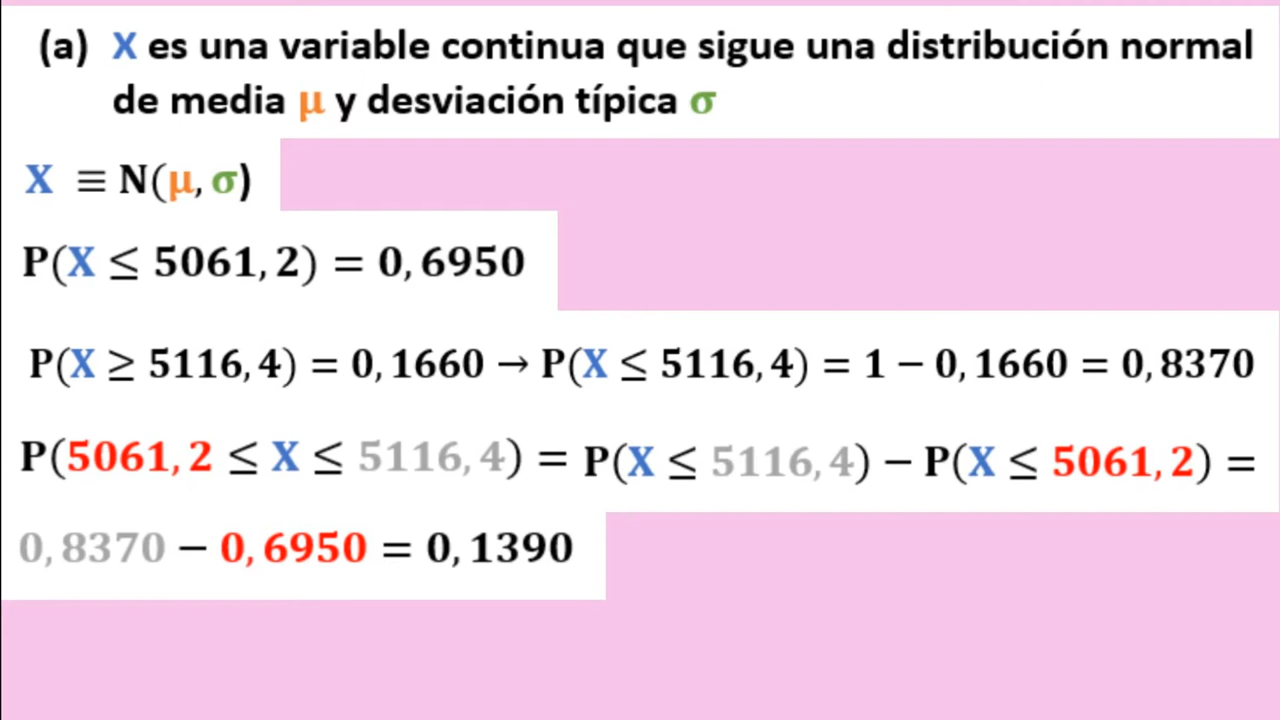 (a) X es una variable continua que sigue una distribución normal
de media μ y desviación típica σ
X ≡ N(μ, σ)
P(X ≤ 5061,2) = 0,6950
P(X ≥ 5116,4) = 0,1660 → P(X ≤ 5116,4) = 1 − 0,1660 = 0,8370
P(5061,2 ≤ X ≤ 5116,4) = P(X ≤ 5116,4) − P(X ≤ 5061,2) =
0,8370 − 0,6950 = 0,1390